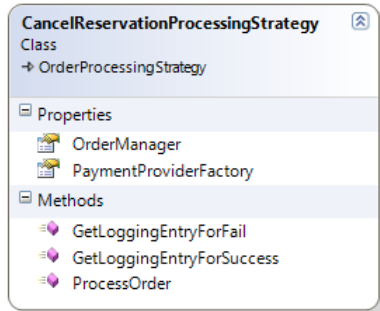 CancelReservationProcessingStrategy
Class
OrderProcessingStrategy
Properties
OrderManager
PaymentProviderFactory
Methods
GetLoggingEntryForFail
GetLoggingEntryForSuccess
ProcessOrder